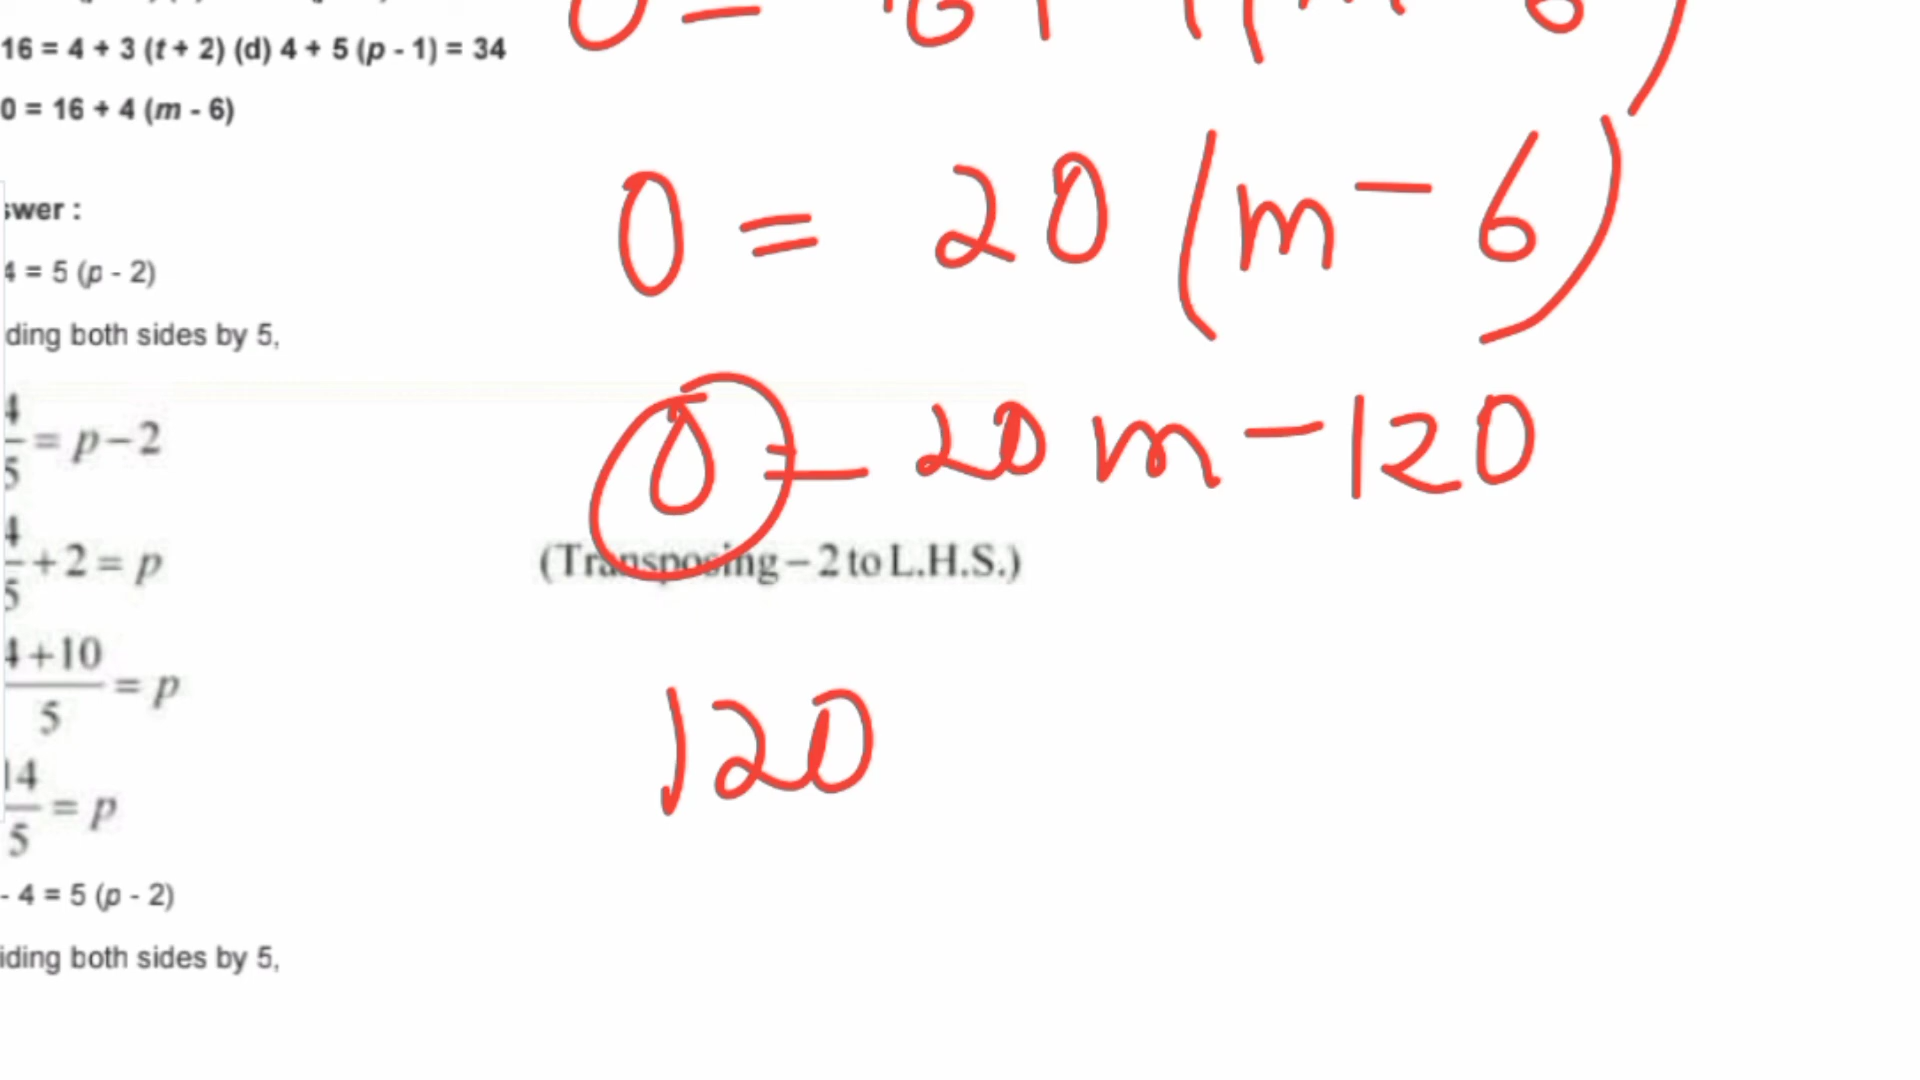 16 = 4 + 3 (t + 2) (d) 4 + 5 (p - 1) = 34
0 = 16 + 4 (m - 6)
0 = 20 (m - 6)
swer :
4 = 5 (p - 2)
ding both sides by 5,
4/5 = p - 2
0 = 20 m - 120
4/5 + 2 = p (Transposing - 2 to L.H.S.)
4 + 10 / 5 = p
120
14/5 = p
- 4 = 5 (p - 2)
iding both sides by 5,